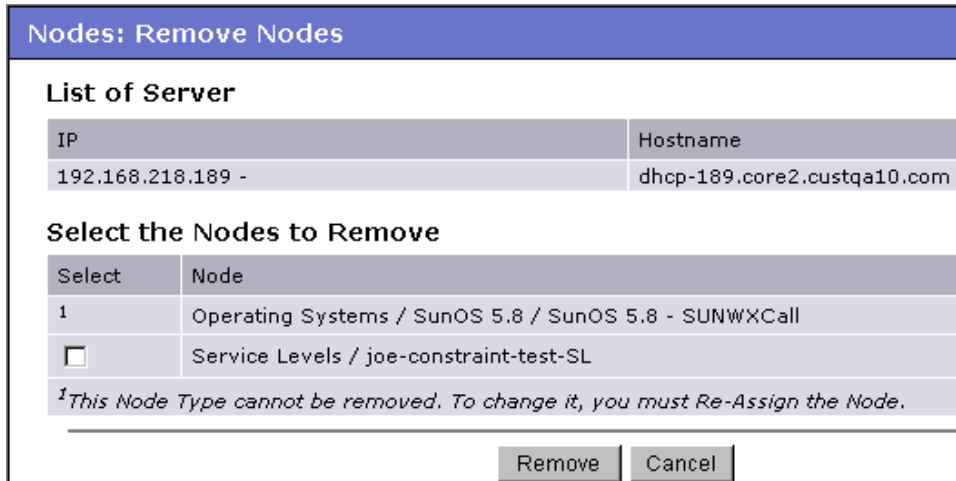 Nodes: Remove Nodes
List of Server
IP Hostname
192.168.218.189 - dhcp-189.core2.custqa10.com
Select the Nodes to Remove
Select Node
1 Operating Systems / SunOS 5.8 / SunOS 5.8 - SUNWXCall
Service Levels / joe-constraint-test-SL
1This Node Type cannot be removed. To change it, you must Re-Assign the Node.
Remove Cancel